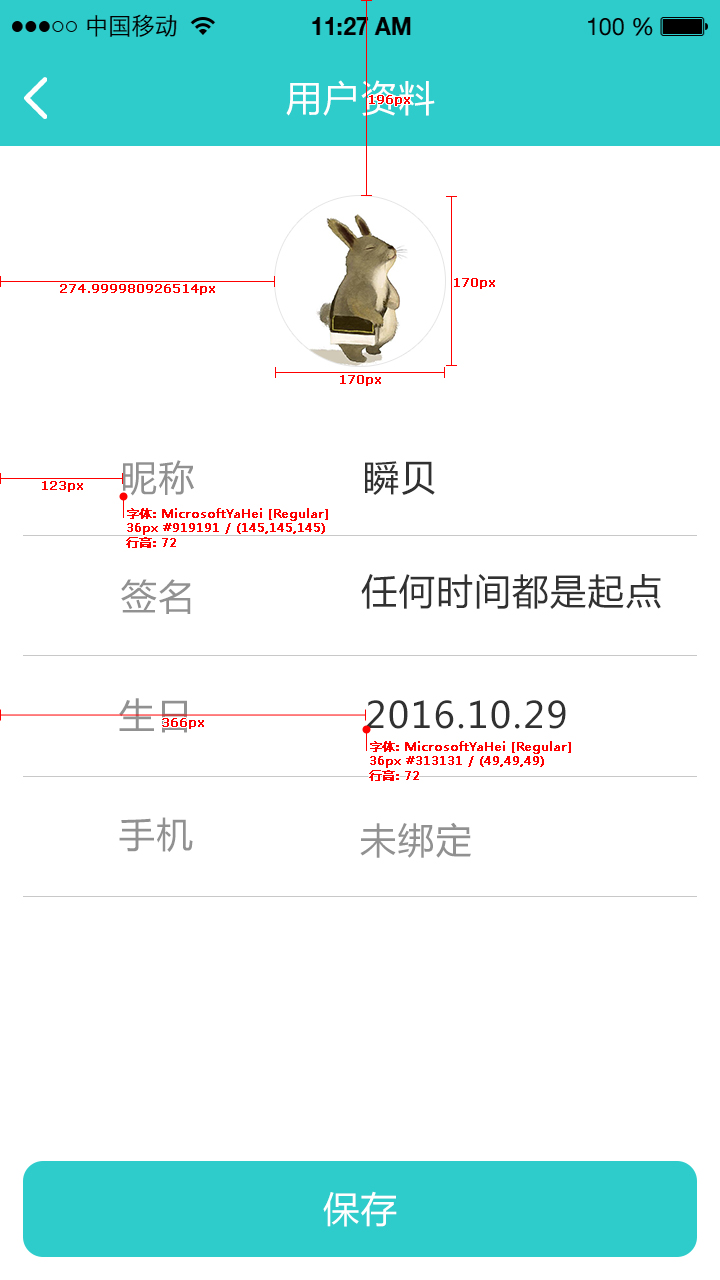 中国移动 11:27 AM 100 %
用户资料
196px
274.999980926514px
170px
170px
昵称 瞬贝
123px
字体: MicrosoftYaHei [Regular]
36px #919191 / (145,145,145)
行高: 72
签名 任何时间都是起点
生日 2016.10.29
366px
字体: MicrosoftYaHei [Regular]
36px #313131 / (49,49,49)
行高: 72
手机 未绑定
保存